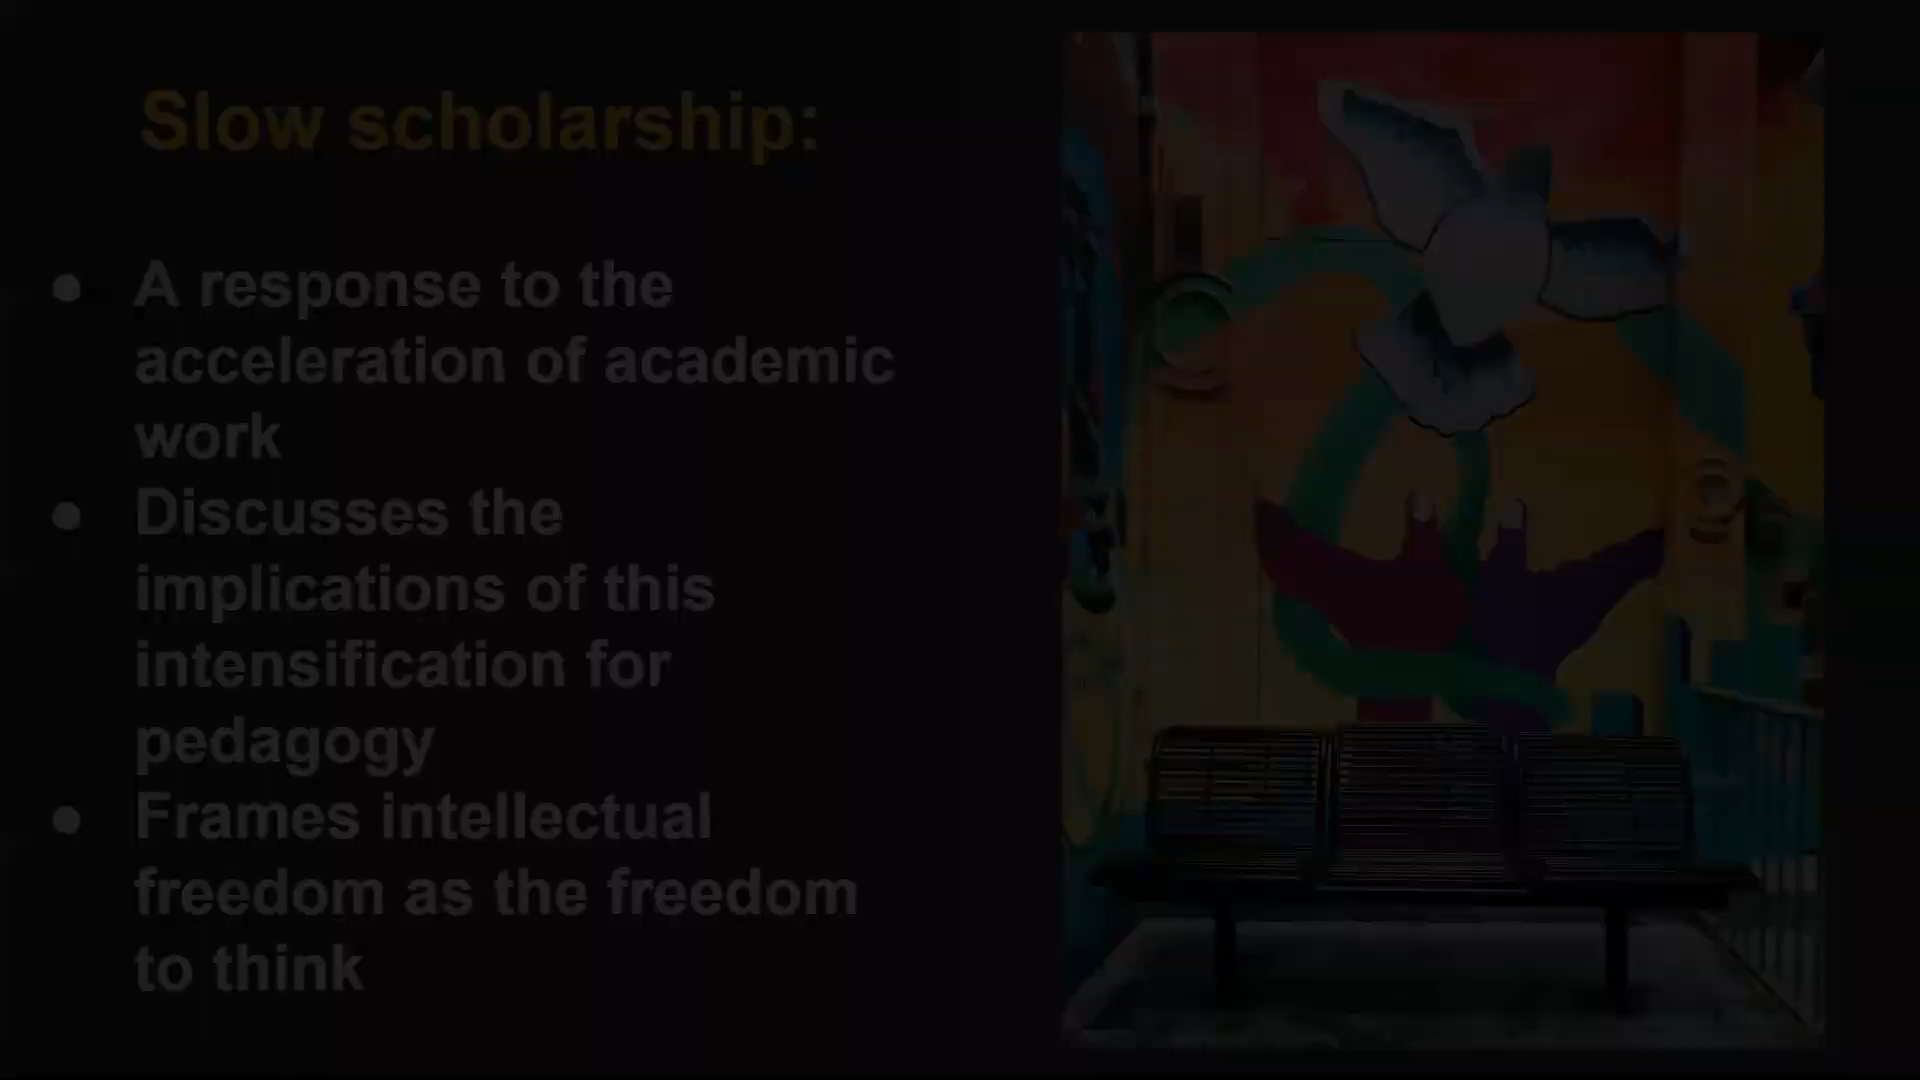 Slow scholarship:
● A response to the
acceleration of academic
work
● Discusses the
implications of this
intensification for
pedagogy
● Frames intellectual
freedom as the freedom
to think